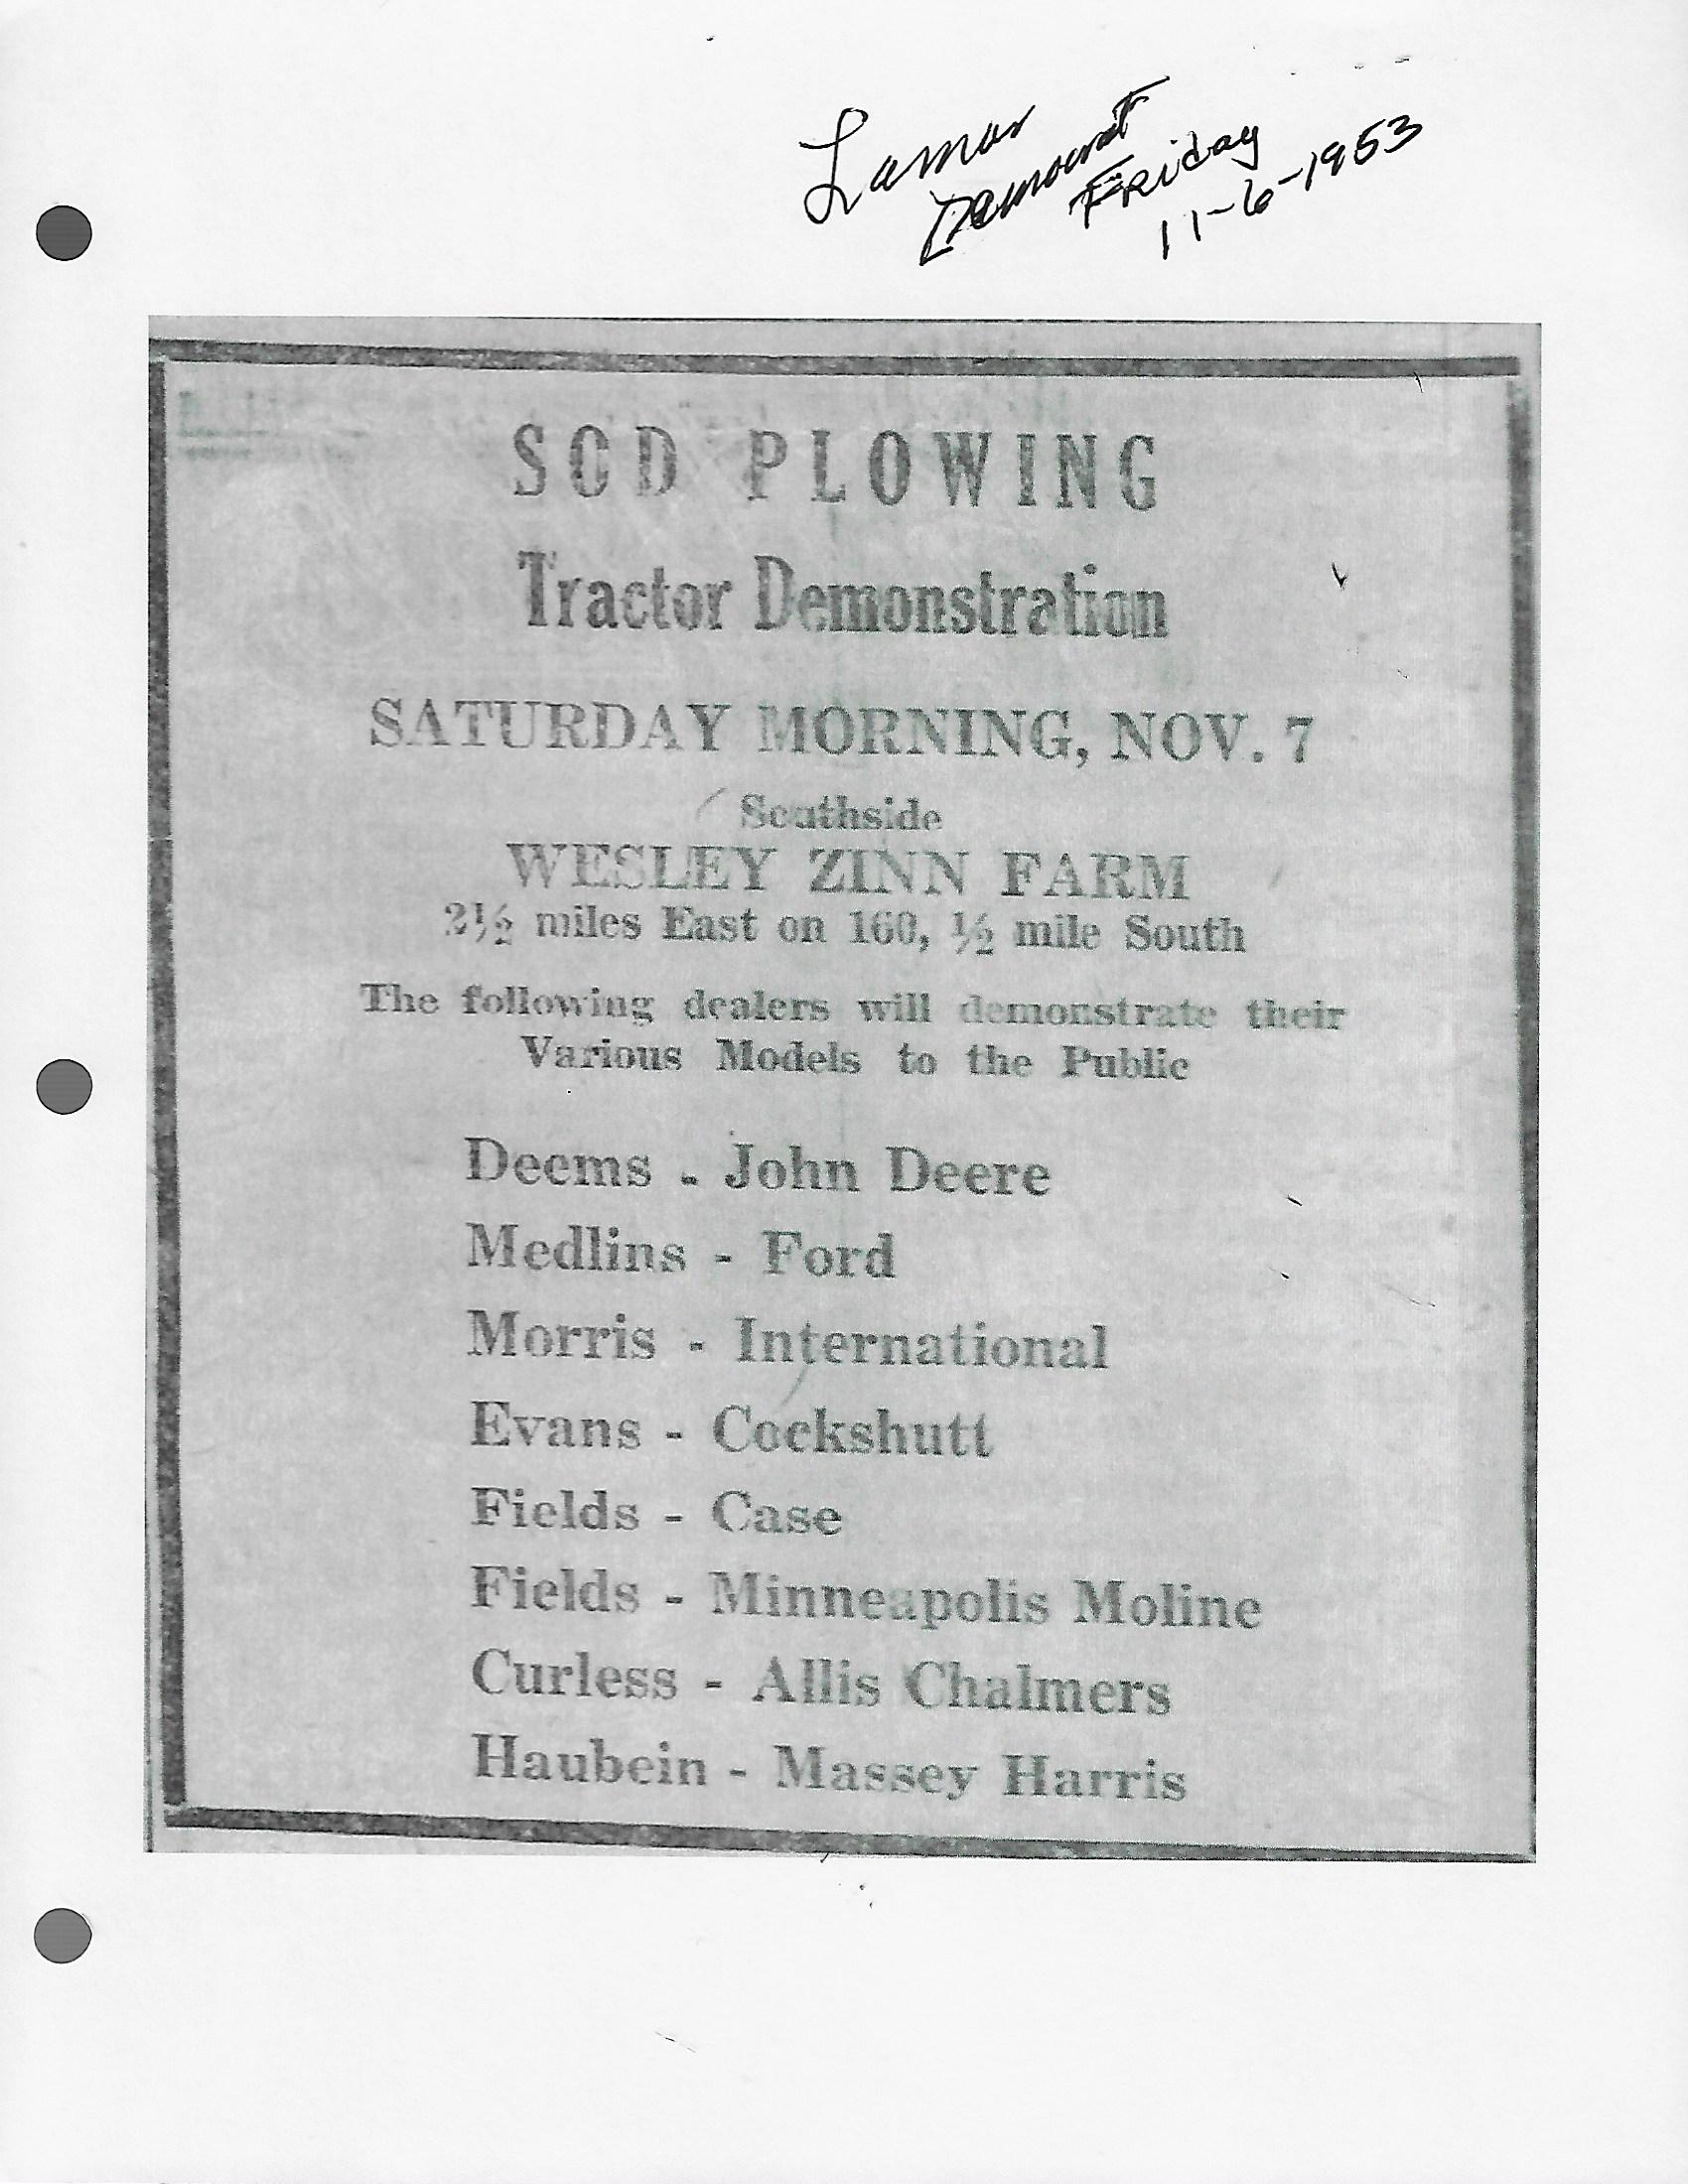 Lamar
Democrat
FRiday
11-6-1953
SCD PLOWING
Tractor Demonstration
SATURDAY MORNING, NOV. 7
Southside
WESLEY ZINN FARM
2½ miles East on 160, ½ mile South
The following dealers will demonstrate their
Various Models to the Public
Deems - John Deere
Medlins - Ford
Morris - International
Evans - Cockshutt
Fields - Case
Fields - Minneapolis Moline
Curless - Allis Chalmers
Haubein - Massey Harris